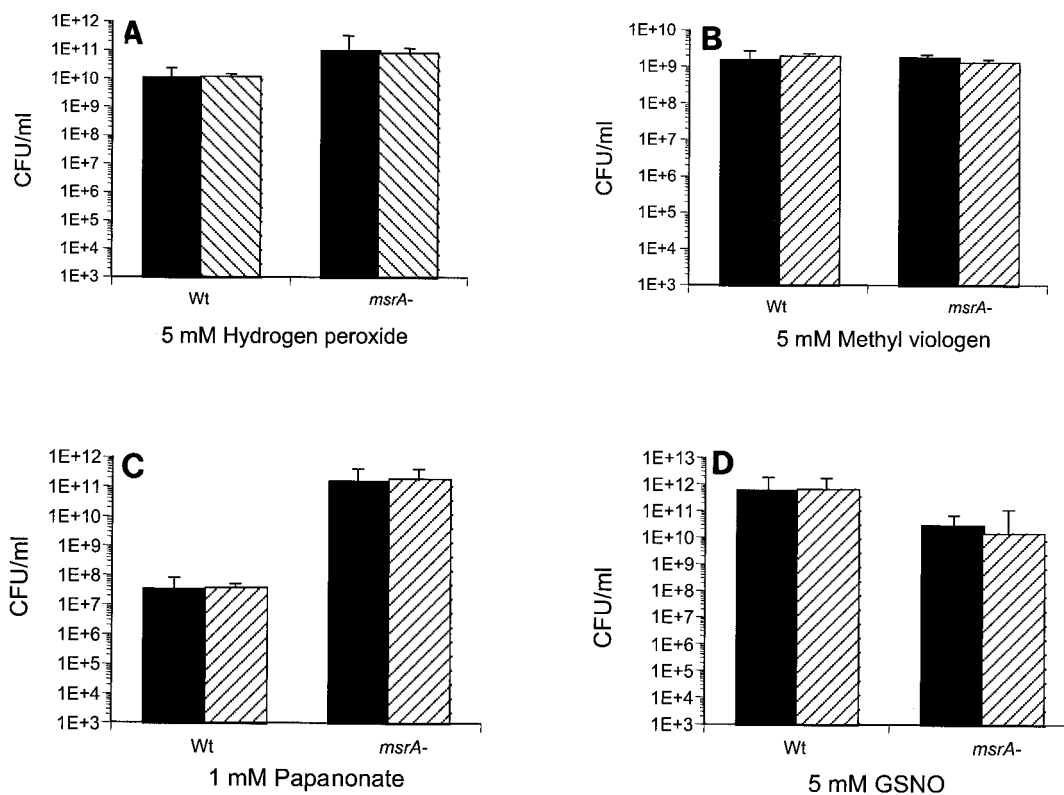 A
1E+12
1E+11
1E+10
1E+9
1E+8
1E+7
1E+6
1E+5
1E+4
1E+3
CFU/ml
Wt
msrA-
5 mM Hydrogen peroxide
B
1E+10
1E+9
1E+8
1E+7
1E+6
1E+5
1E+4
1E+3
CFU/ml
Wt
msrA-
5 mM Methyl viologen
C
1E+12
1E+11
1E+10
1E+9
1E+8
1E+7
1E+6
1E+5
1E+4
1E+3
CFU/ml
Wt
msrA-
1 mM Papanonate
D
1E+13
1E+12
1E+11
1E+10
1E+9
1E+8
1E+7
1E+6
1E+5
1E+4
1E+3
CFU/ml
Wt
msrA-
5 mM GSNO